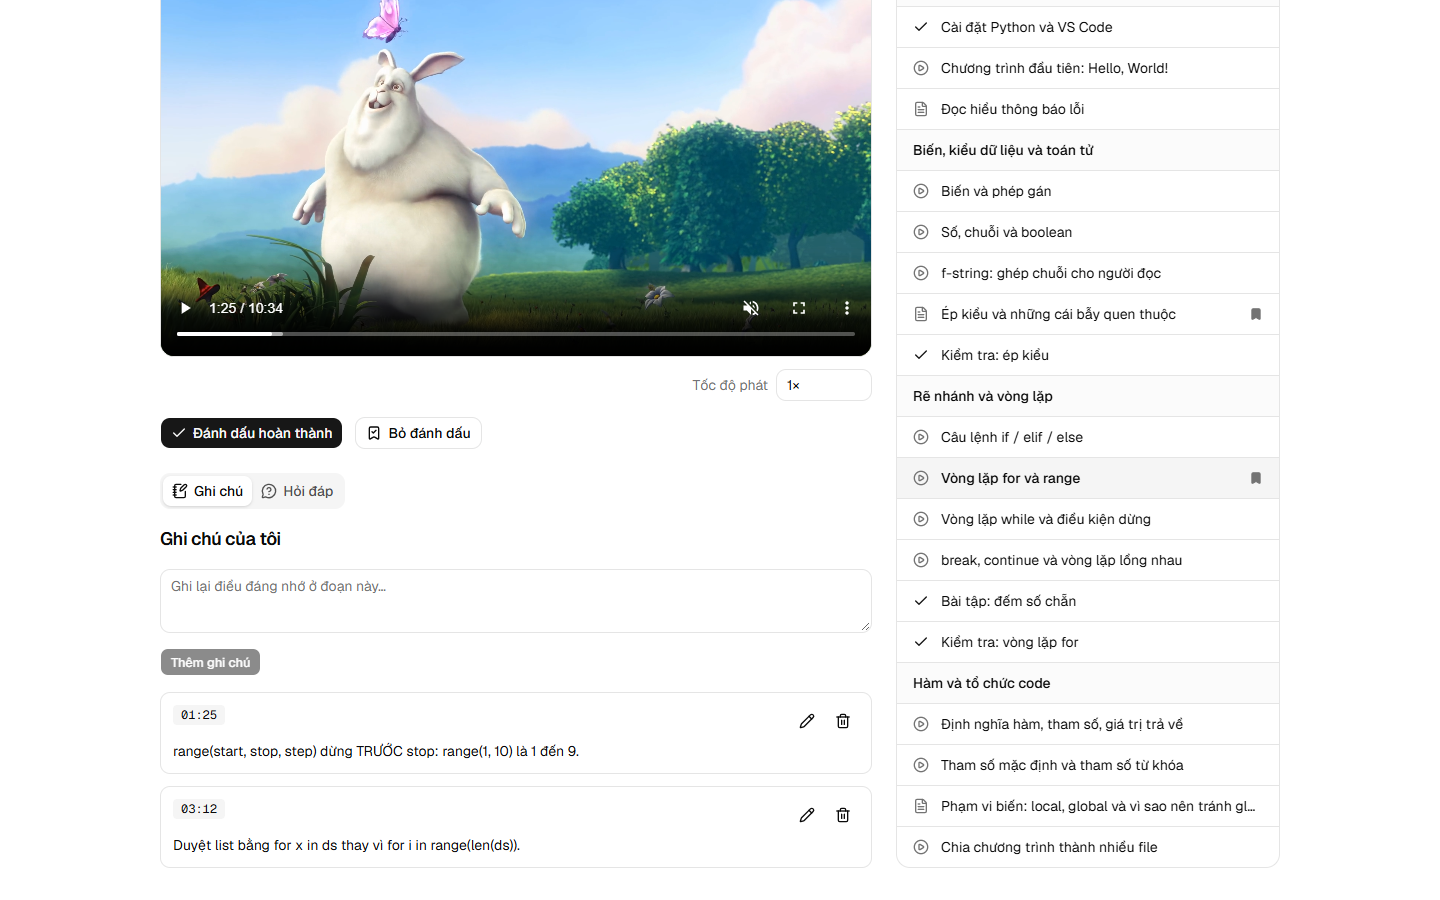 1:25 / 10:34
Tốc độ phát
1×
Đánh dấu hoàn thành
Bỏ đánh dấu
Ghi chú
Hỏi đáp
Ghi chú của tôi
Ghi lại điều đáng nhớ ở đoạn này...
Thêm ghi chú
01:25
range(start, stop, step) dừng TRƯỚC stop: range(1, 10) là 1 đến 9.
03:12
Duyệt list bằng for x in ds thay vì for i in range(len(ds)).
Cài đặt Python và VS Code
Chương trình đầu tiên: Hello, World!
Đọc hiểu thông báo lỗi
Biến, kiểu dữ liệu và toán tử
Biến và phép gán
Số, chuỗi và boolean
f-string: ghép chuỗi cho người đọc
Ép kiểu và những cái bẫy quen thuộc
Kiểm tra: ép kiểu
Rẽ nhánh và vòng lặp
Câu lệnh if / elif / else
Vòng lặp for và range
Vòng lặp while và điều kiện dừng
break, continue và vòng lặp lồng nhau
Bài tập: đếm số chẵn
Kiểm tra: vòng lặp for
Hàm và tổ chức code
Định nghĩa hàm, tham số, giá trị trả về
Tham số mặc định và tham số từ khóa
Phạm vi biến: local, global và vì sao nên tránh gl...
Chia chương trình thành nhiều file